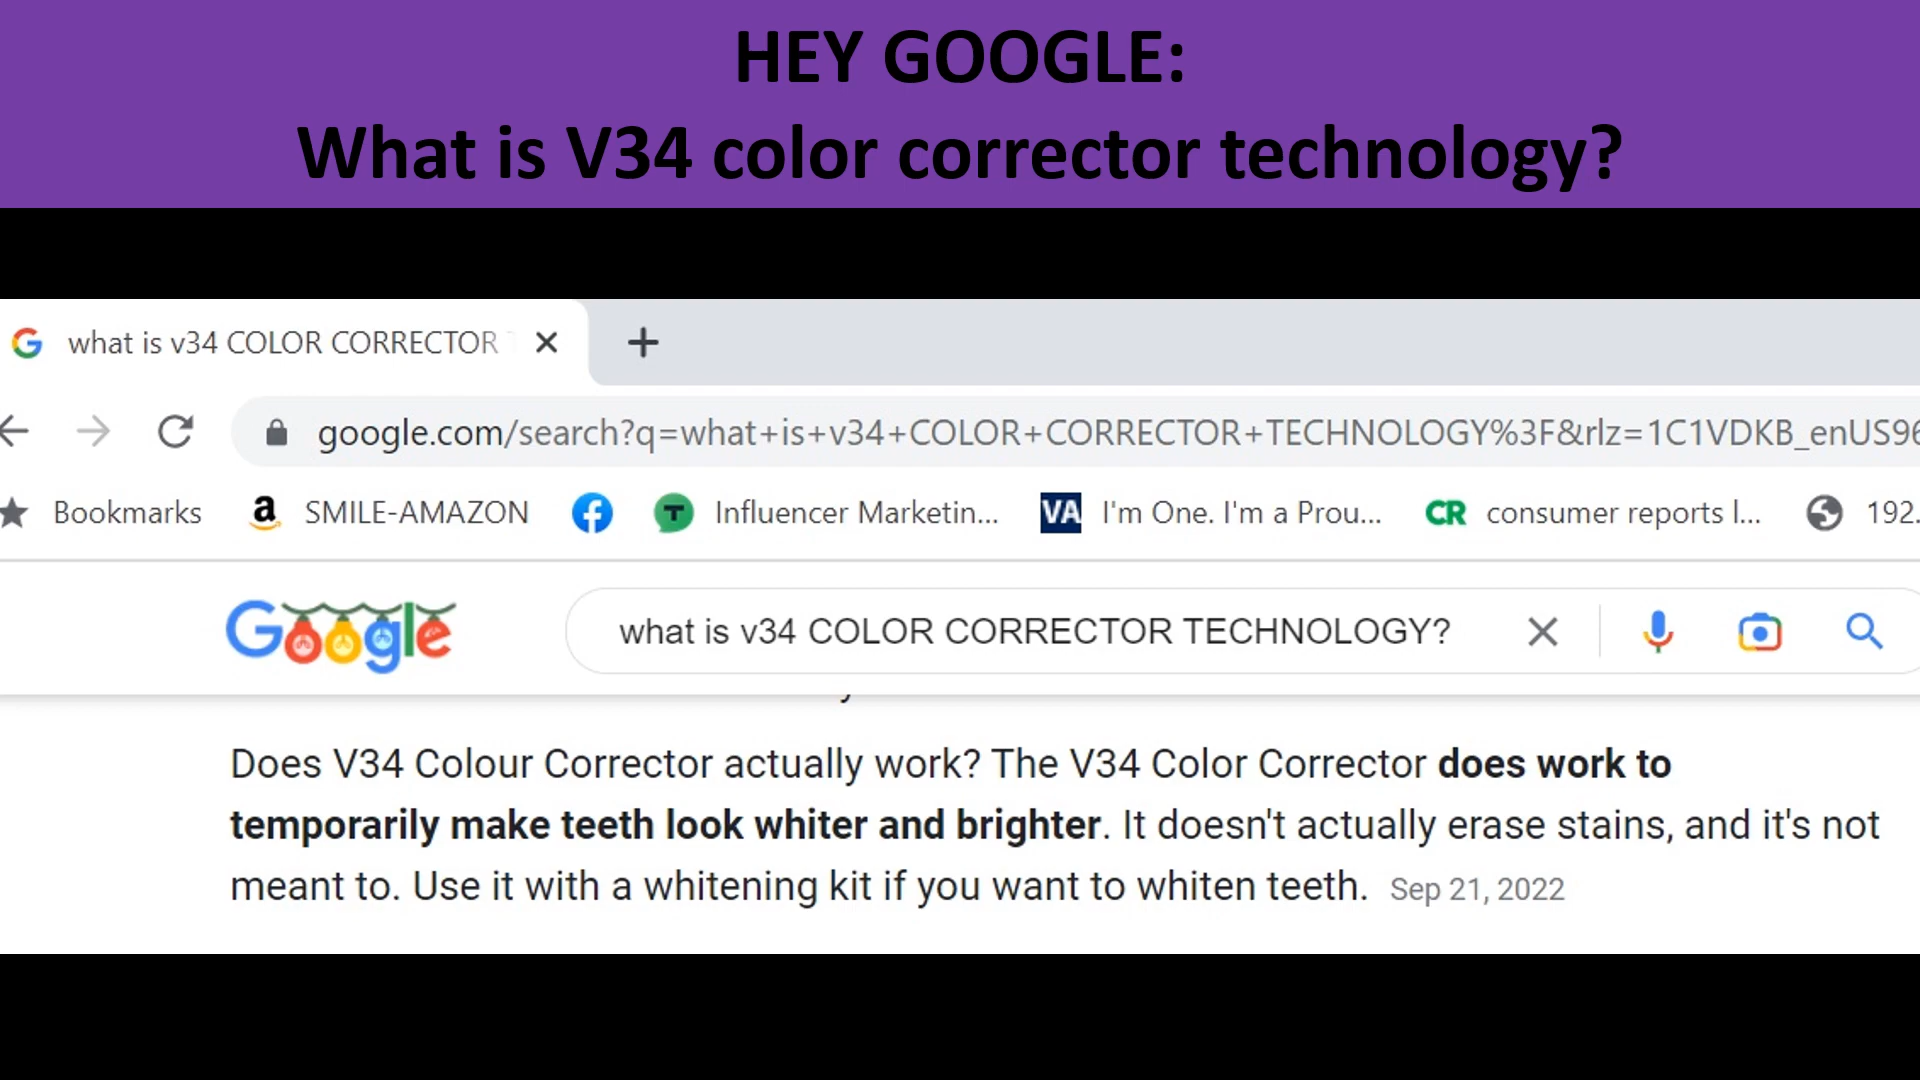 HEY GOOGLE:
What is V34 color corrector technology?
what is v34 COLOR CORRECTOR
google.com/search?q=what+is+v34+COLOR+CORRECTOR+TECHNOLOGY%3F&rlz=1C1VDKB_enUS96
Bookmarks SMILE-AMAZON Influencer Marketin... VA I'm One. I'm a Prou... CR consumer reports l... 192.
Google what is v34 COLOR CORRECTOR TECHNOLOGY?
Does V34 Colour Corrector actually work? The V34 Color Corrector does work to
temporarily make teeth look whiter and brighter. It doesn't actually erase stains, and it's not
meant to. Use it with a whitening kit if you want to whiten teeth. Sep 21, 2022